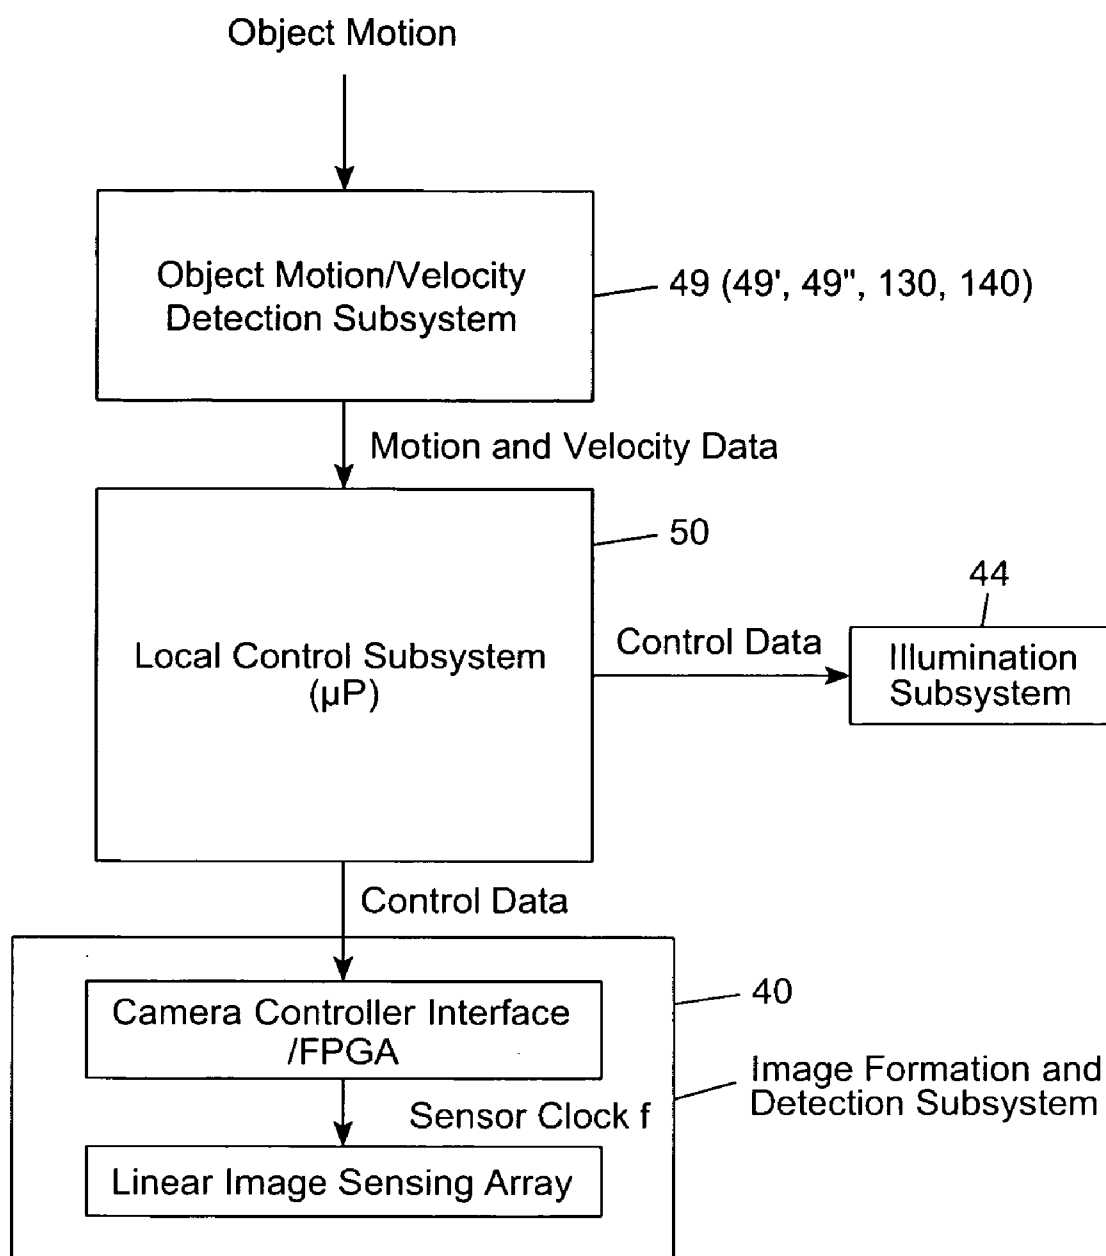 Object Motion
Object Motion/Velocity
Detection Subsystem
49 (49', 49", 130, 140)
Motion and Velocity Data
50
44
Local Control Subsystem
(µP)
Control Data
Illumination
Subsystem
Control Data
40
Camera Controller Interface
/FPGA
Image Formation and
Detection Subsystem
Sensor Clock f
Linear Image Sensing Array